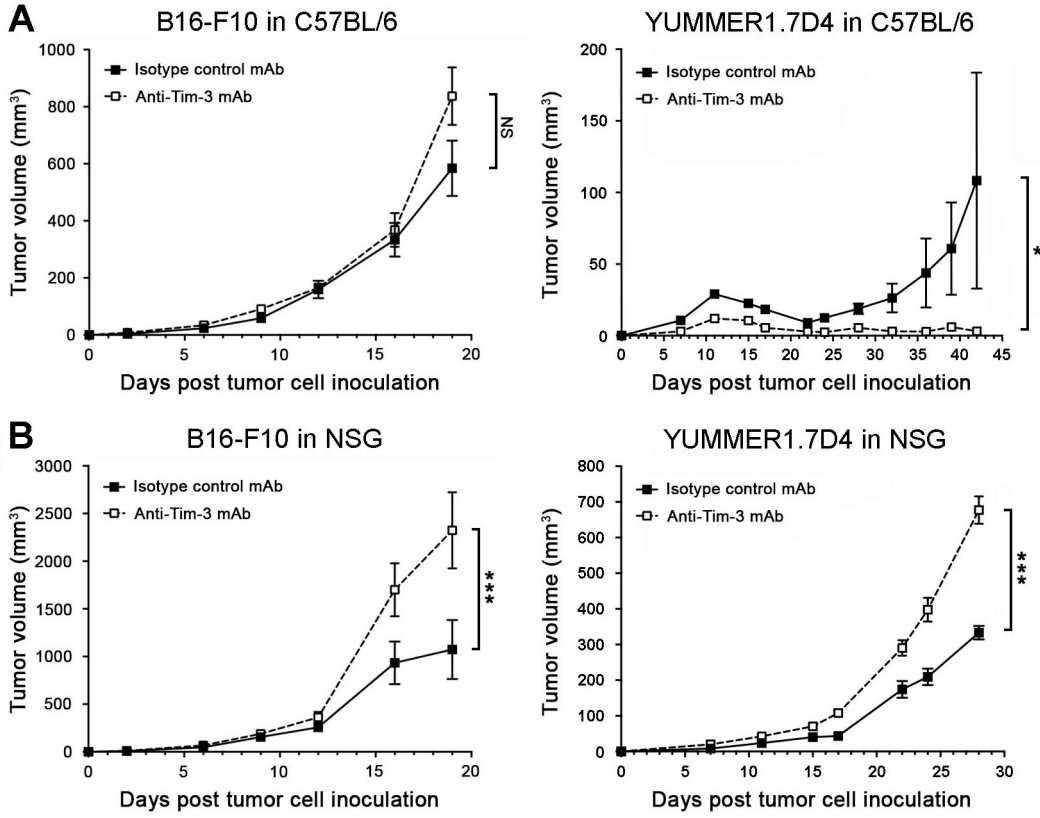 A
B16-F10 in C57BL/6
1000
800
600
400
200
0
Tumor volume (mm³)
Isotype control mAb
Anti-Tim-3 mAb
NS
0 5 10 15 20
Days post tumor cell inoculation
YUMMER1.7D4 in C57BL/6
200
150
100
50
0
Tumor volume (mm³)
Isotype control mAb
Anti-Tim-3 mAb
*
0 5 10 15 20 25 30 35 40 45
Days post tumor cell inoculation
B
B16-F10 in NSG
3000
2500
2000
1500
1000
500
0
Tumor volume (mm³)
Isotype control mAb
Anti-Tim-3 mAb
***
0 5 10 15 20
Days post tumor cell inoculation
YUMMER1.7D4 in NSG
800
700
600
500
400
300
200
100
0
Tumor volume (mm³)
Isotype control mAb
Anti-Tim-3 mAb
***
0 5 10 15 20 25 30
Days post tumor cell inoculation